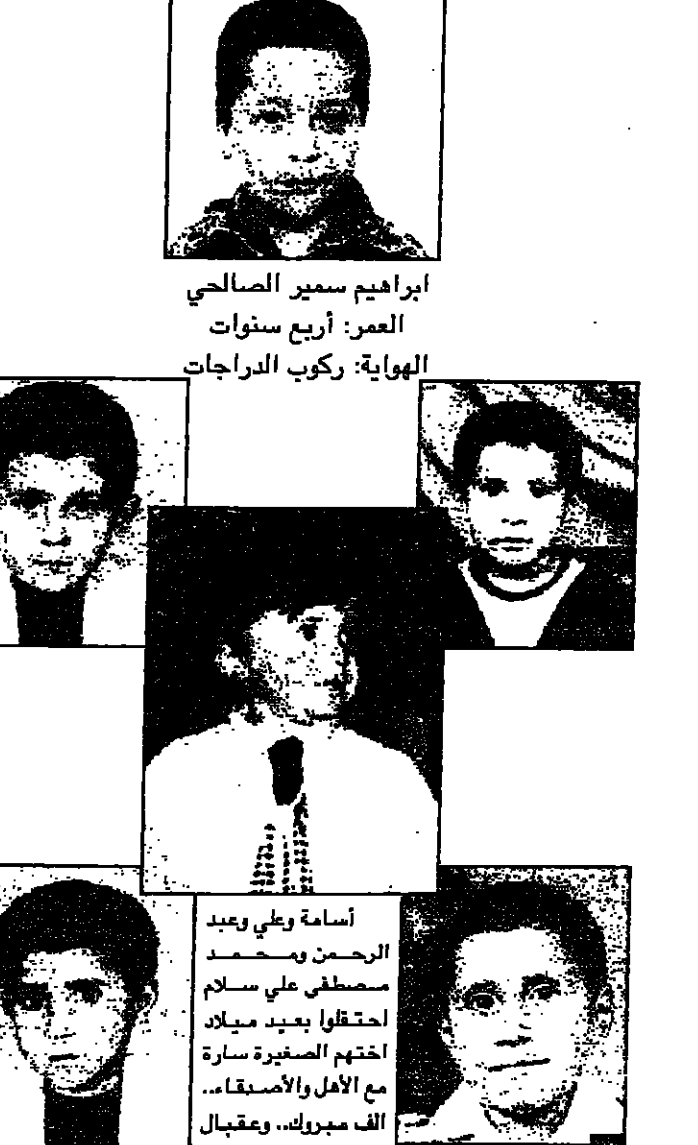 ابراهيم سمير الصالحي
العمر: أربع سنوات
الهواية: ركوب الدراجات
أسامة وعلي وعبد
الرحمن ومحمد
مصطفى علي سلام
احتفلوا بعيد ميلاد
اختهم الصغيرة سارة
مع الأهل والأصدقاء..
الف مبروك.. وعقبال